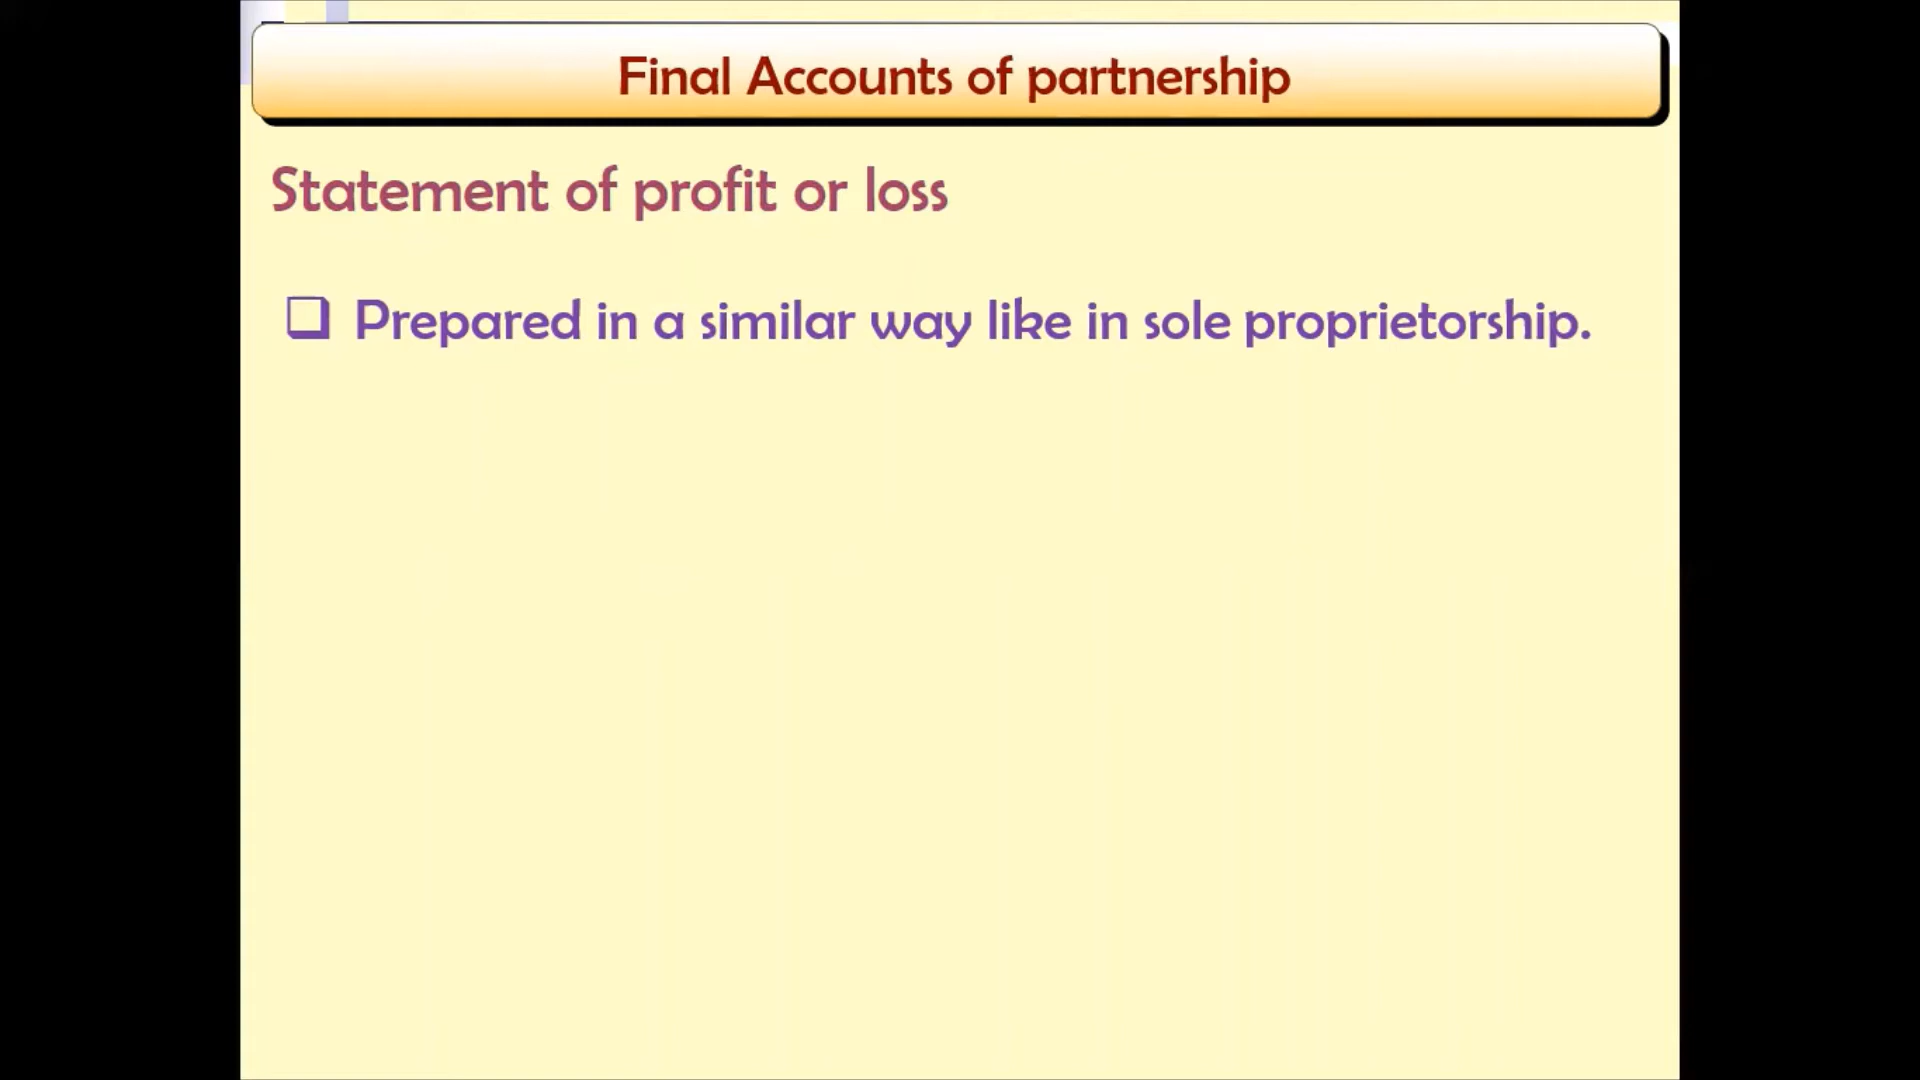 Final Accounts of partnership
Statement of profit or loss
❑ Prepared in a similar way like in sole proprietorship.